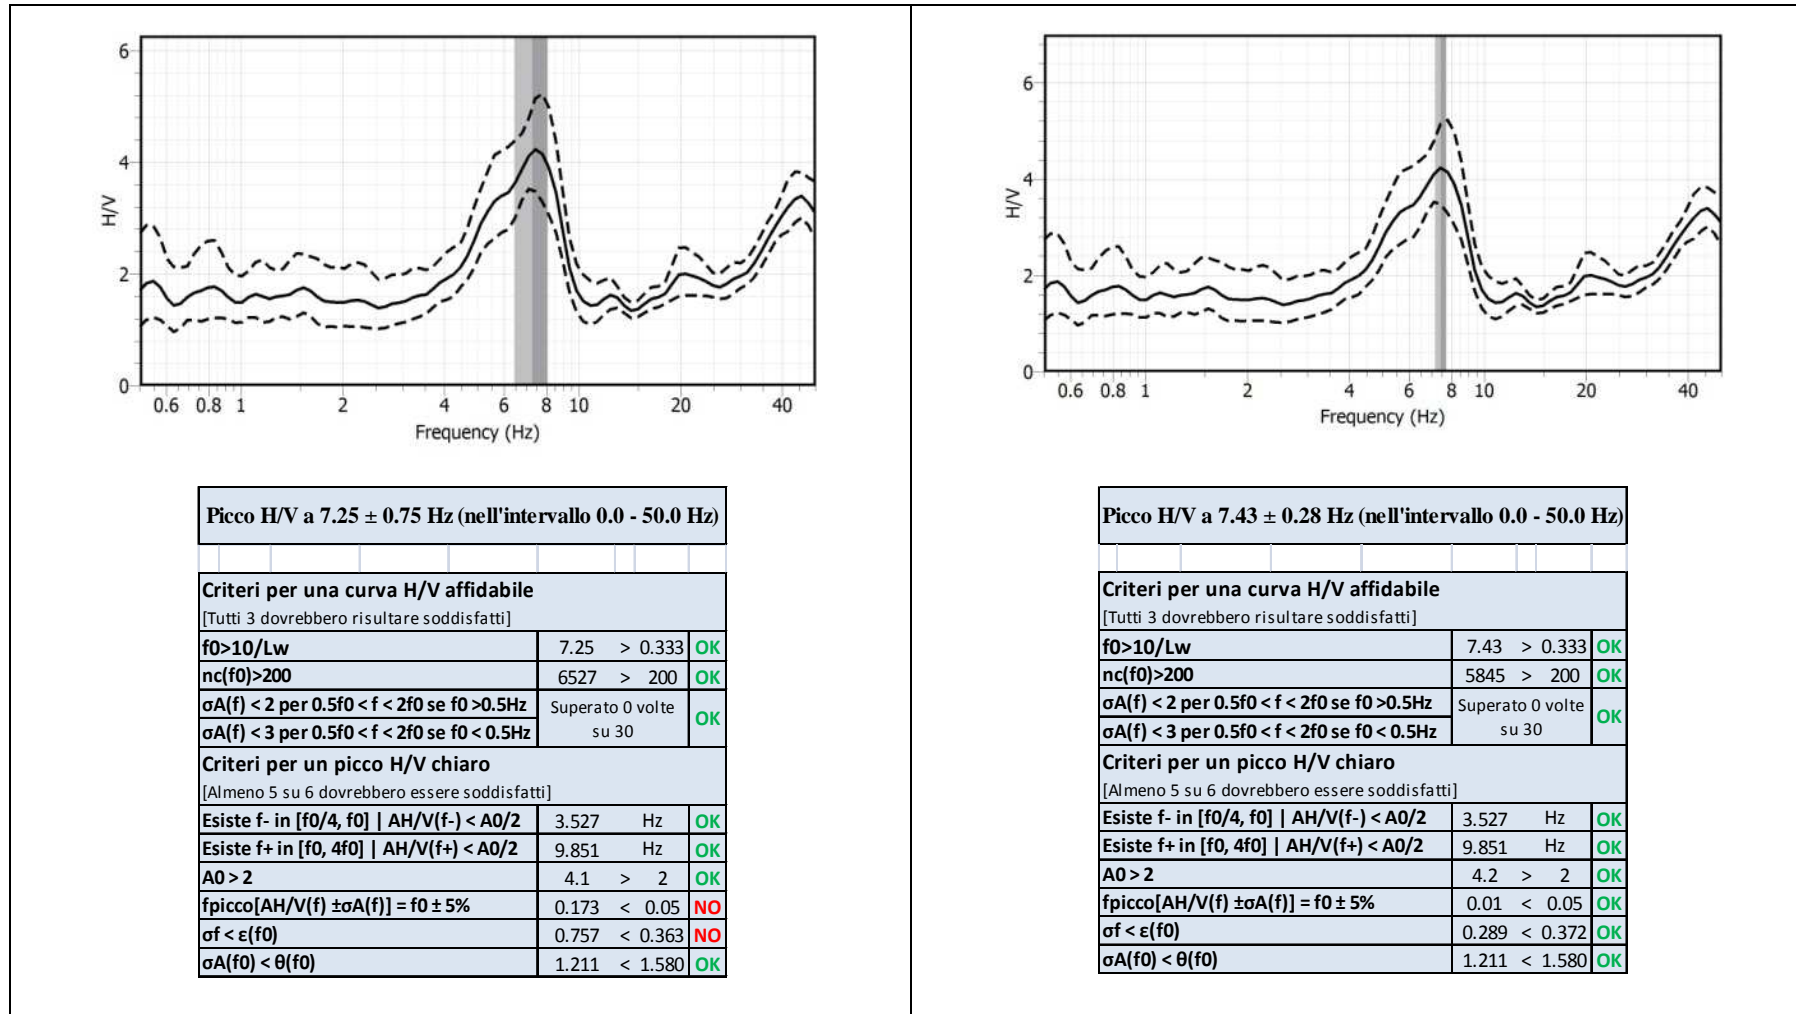 6
4
2
0
H/V
0.6 0.8 1 2 4 6 8 10 20 40
Frequency (Hz)
Picco H/V a 7.25 ± 0.75 Hz (nell'intervallo 0.0 - 50.0 Hz)
Criteri per una curva H/V affidabile
[Tutti 3 dovrebbero risultare soddisfatti]
f0>10/Lw 7.25 > 0.333 OK
nc(f0)>200 6527 > 200 OK
σA(f) < 2 per 0.5f0 < f < 2f0 se f0 >0.5Hz Superato 0 volte
σA(f) < 3 per 0.5f0 < f < 2f0 se f0 < 0.5Hz su 30 OK
Criteri per un picco H/V chiaro
[Almeno 5 su 6 dovrebbero essere soddisfatti]
Esiste f- in [f0/4, f0] | AH/V(f-) < A0/2 3.527 Hz OK
Esiste f+ in [f0, 4f0] | AH/V(f+) < A0/2 9.851 Hz OK
A0 > 2 4.1 > 2 OK
fpicco[AH/V(f) ±σA(f)] = f0 ± 5% 0.173 < 0.05 NO
σf < ε(f0) 0.757 < 0.363 NO
σA(f0) < θ(f0) 1.211 < 1.580 OK
6
4
2
0
H/V
0.6 0.8 1 2 4 6 8 10 20 40
Frequency (Hz)
Picco H/V a 7.43 ± 0.28 Hz (nell'intervallo 0.0 - 50.0 Hz)
Criteri per una curva H/V affidabile
[Tutti 3 dovrebbero risultare soddisfatti]
f0>10/Lw 7.43 > 0.333 OK
nc(f0)>200 5845 > 200 OK
σA(f) < 2 per 0.5f0 < f < 2f0 se f0 >0.5Hz Superato 0 volte
σA(f) < 3 per 0.5f0 < f < 2f0 se f0 < 0.5Hz su 30 OK
Criteri per un picco H/V chiaro
[Almeno 5 su 6 dovrebbero essere soddisfatti]
Esiste f- in [f0/4, f0] | AH/V(f-) < A0/2 3.527 Hz OK
Esiste f+ in [f0, 4f0] | AH/V(f+) < A0/2 9.851 Hz OK
A0 > 2 4.2 > 2 OK
fpicco[AH/V(f) ±σA(f)] = f0 ± 5% 0.01 < 0.05 OK
σf < ε(f0) 0.289 < 0.372 OK
σA(f0) < θ(f0) 1.211 < 1.580 OK